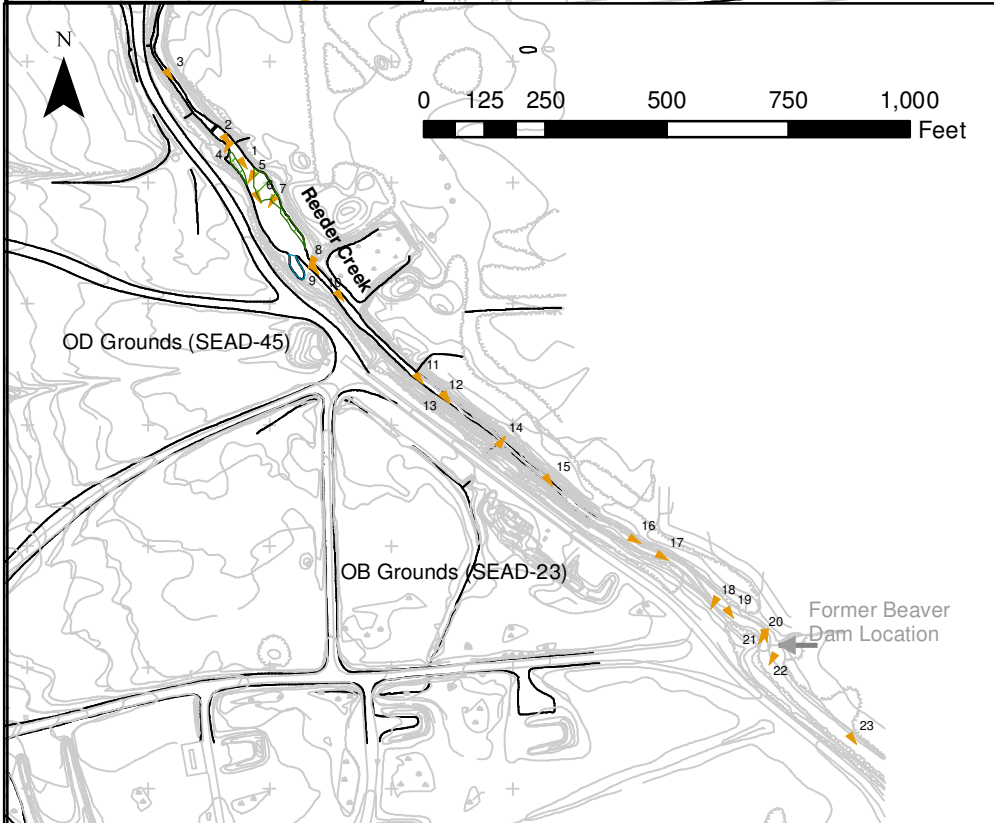 N
0 125 250 500 750 1,000
Feet
3
2
4
1
5
6
7
Reeder Creek
8
9
10
OD Grounds (SEAD-45)
11
12
13
14
15
16
17
OB Grounds (SEAD-23)
18
19
20
21
22
Former Beaver
Dam Location
23